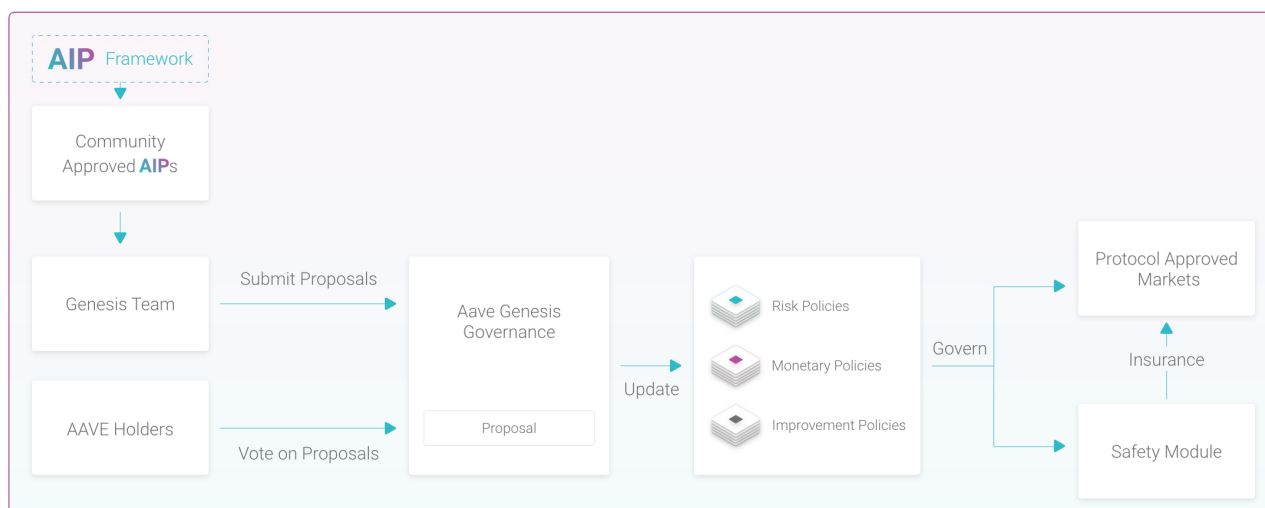 AIP Framework
Community
Approved AIPs
Genesis Team
Submit Proposals
AAVE Holders
Vote on Proposals
Aave Genesis
Governance
Proposal
Update
Risk Policies
Monetary Policies
Improvement Policies
Govern
Protocol Approved
Markets
Insurance
Safety Module